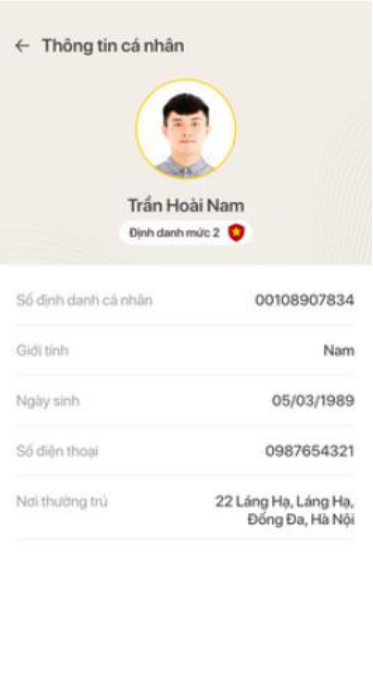 ← Thông tin cá nhân
Trần Hoài Nam
Định danh mức 2
Số định danh cá nhân 00108907834
Giới tính Nam
Ngày sinh 05/03/1989
Số điện thoại 0987654321
Nơi thường trú 22 Láng Hạ, Láng Hạ,
Đống Đa, Hà Nội